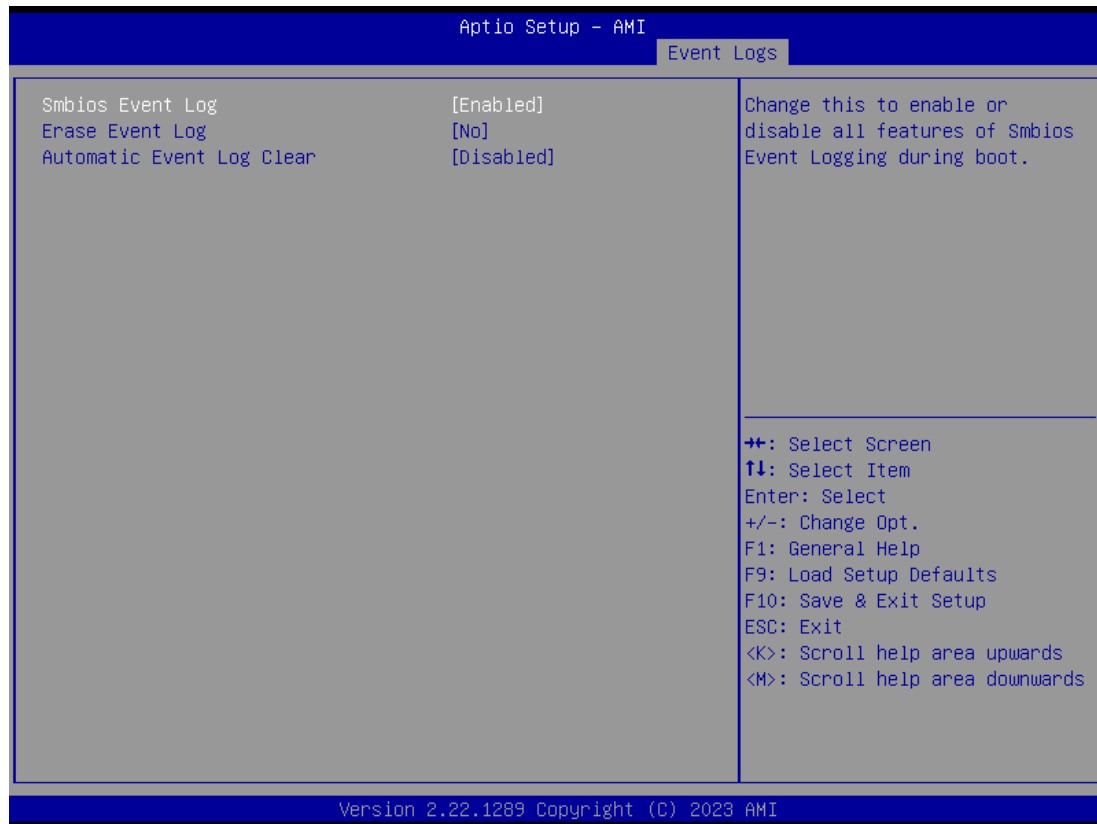 Aptio Setup – AMI
Event Logs
Smbios Event Log [Enabled]
Erase Event Log [No]
Automatic Event Log Clear [Disabled]
Change this to enable or
disable all features of Smbios
Event Logging during boot.
→←: Select Screen
↑↓: Select Item
Enter: Select
+/-: Change Opt.
F1: General Help
F9: Load Setup Defaults
F10: Save & Exit Setup
ESC: Exit
<K>: Scroll help area upwards
<M>: Scroll help area downwards
Version 2.22.1289 Copyright (C) 2023 AMI